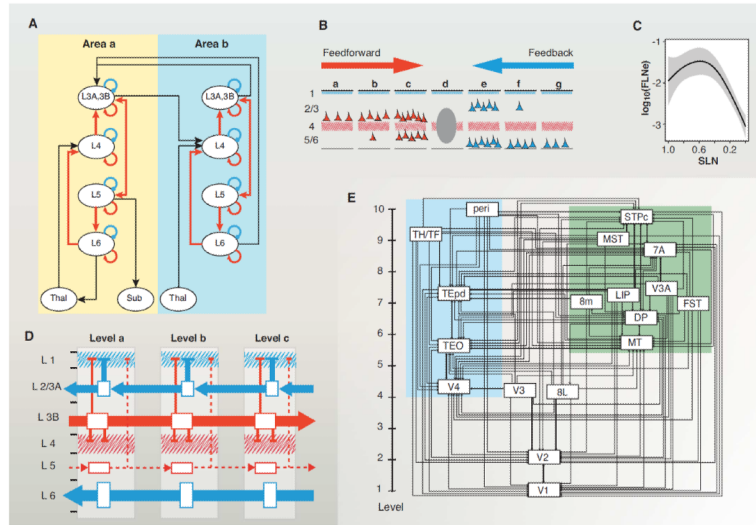 A
Area a
Area b
L3A,3B
L3A,3B
L4
L4
L5
L5
L6
L6
Thal
Sub
Thal
B
Feedforward
Feedback
a b c d e f g
1
2/3
4
5/6
C
log10(FLNe)
-1
-2
-3
1.0 0.6 0.2
SLN
D
Level a Level b Level c
L 1
L 2/3A
L 3B
L 4
L 5
L 6
E
10
9
8
7
6
5
4
3
2
1
Level
peri
STPc
TH/TF
MST
7A
TEpd
8m
LIP
V3A
FST
DP
TEO
MT
V4
V3
8L
V2
V1